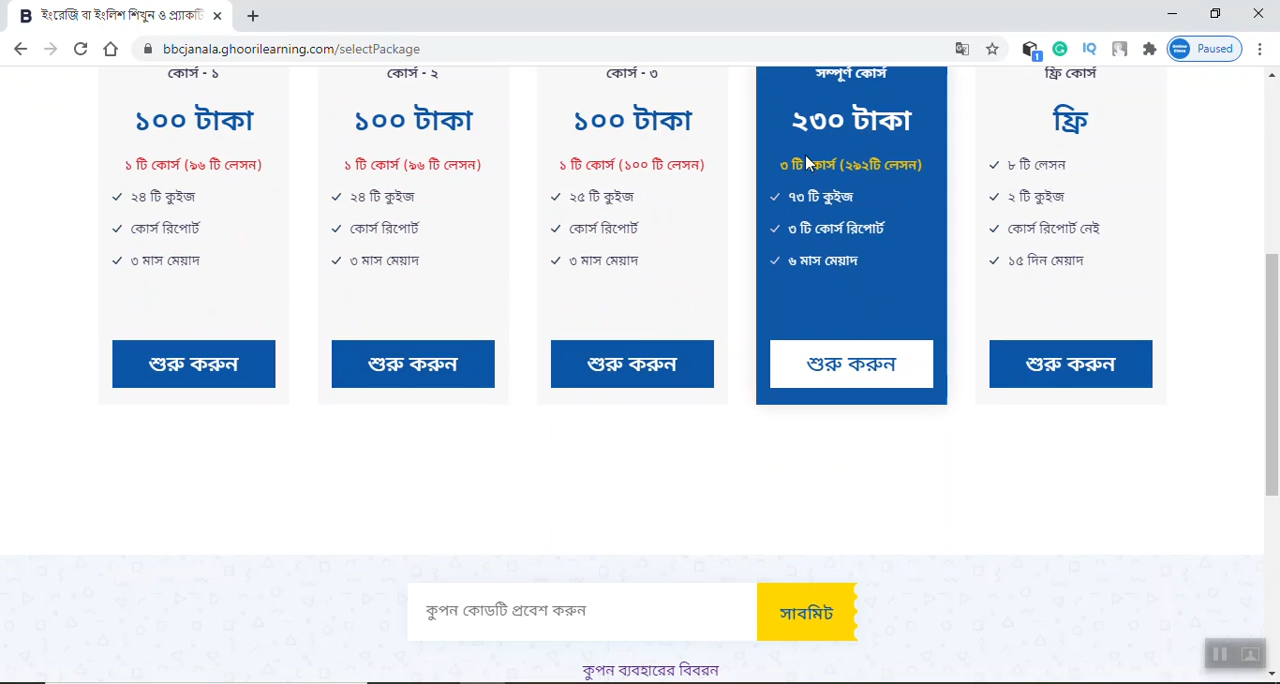 ইংরেজি বা ইংলিশ শিখুন ও প্র্যাকটি
bbcjanala.ghoorilearning.com/selectPackage
Paused
কোর্স - ১
১০০ টাকা
১ টি কোর্স (৯৬ টি লেসন)
২৪ টি কুইজ
কোর্স রিপোর্ট
৩ মাস মেয়াদ
শুরু করুন
কোর্স - ২
১০০ টাকা
১ টি কোর্স (৯৬ টি লেসন)
২৪ টি কুইজ
কোর্স রিপোর্ট
৩ মাস মেয়াদ
শুরু করুন
কোর্স - ৩
১০০ টাকা
১ টি কোর্স (১০০ টি লেসন)
২৫ টি কুইজ
কোর্স রিপোর্ট
৩ মাস মেয়াদ
শুরু করুন
সম্পূর্ণ কোর্স
২৩০ টাকা
৩ টি কোর্স (২৯২টি লেসন)
৭৩ টি কুইজ
৩ টি কোর্স রিপোর্ট
৬ মাস মেয়াদ
শুরু করুন
ফ্রি কোর্স
ফ্রি
৮ টি লেসন
২ টি কুইজ
কোর্স রিপোর্ট নেই
১৫ দিন মেয়াদ
শুরু করুন
কুপন কোডটি প্রবেশ করুন
সাবমিট
কুপন ব্যবহারের বিবরন